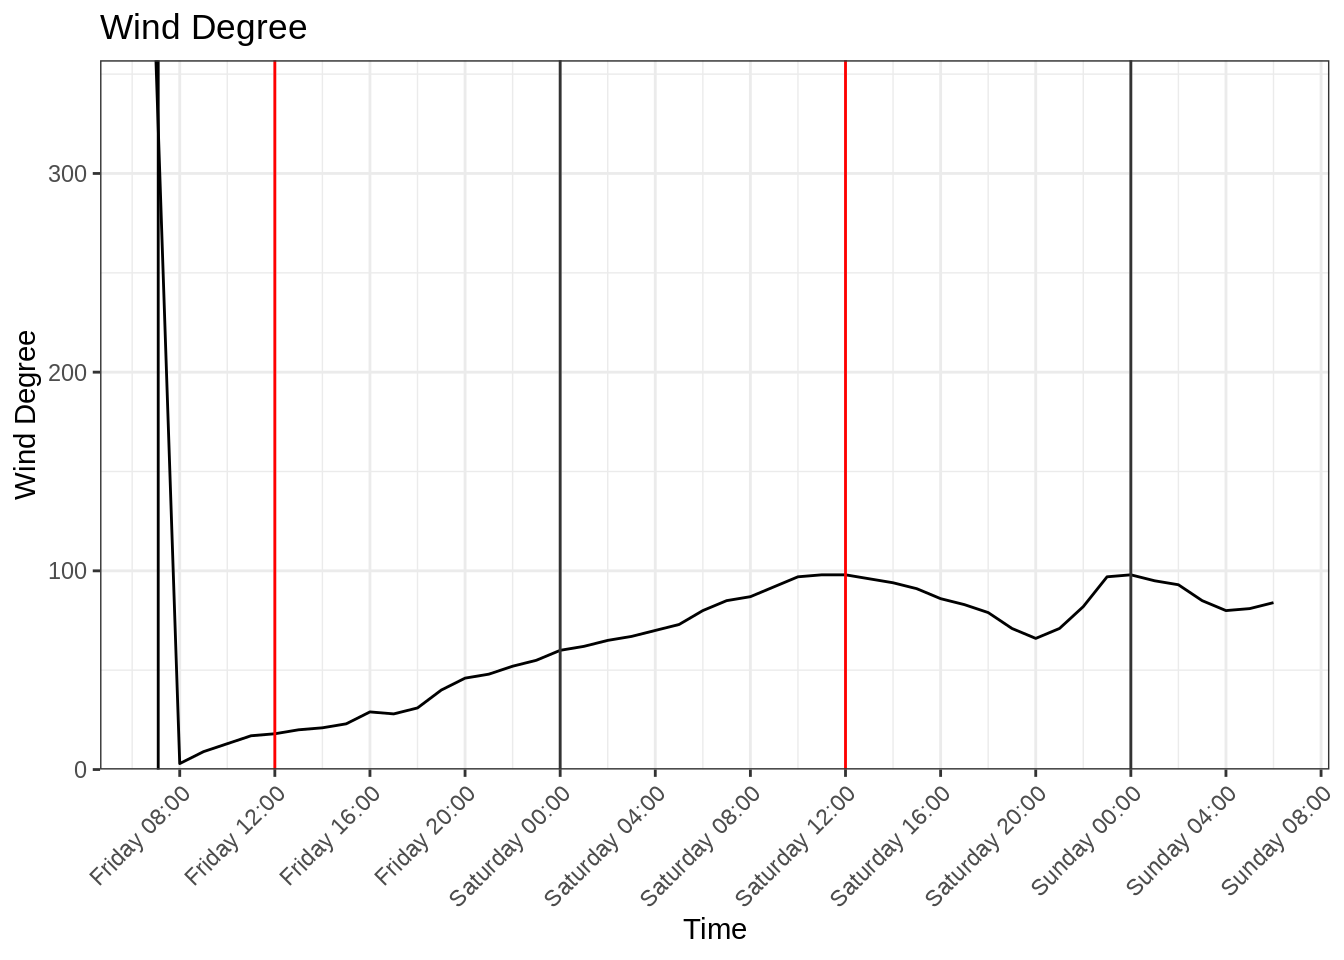 Wind Degree
Wind Degree
300
200
100
0
Friday 08:00
Friday 12:00
Friday 16:00
Friday 20:00
Saturday 00:00
Saturday 04:00
Saturday 08:00
Saturday 12:00
Saturday 16:00
Saturday 20:00
Sunday 00:00
Sunday 04:00
Sunday 08:00
Time